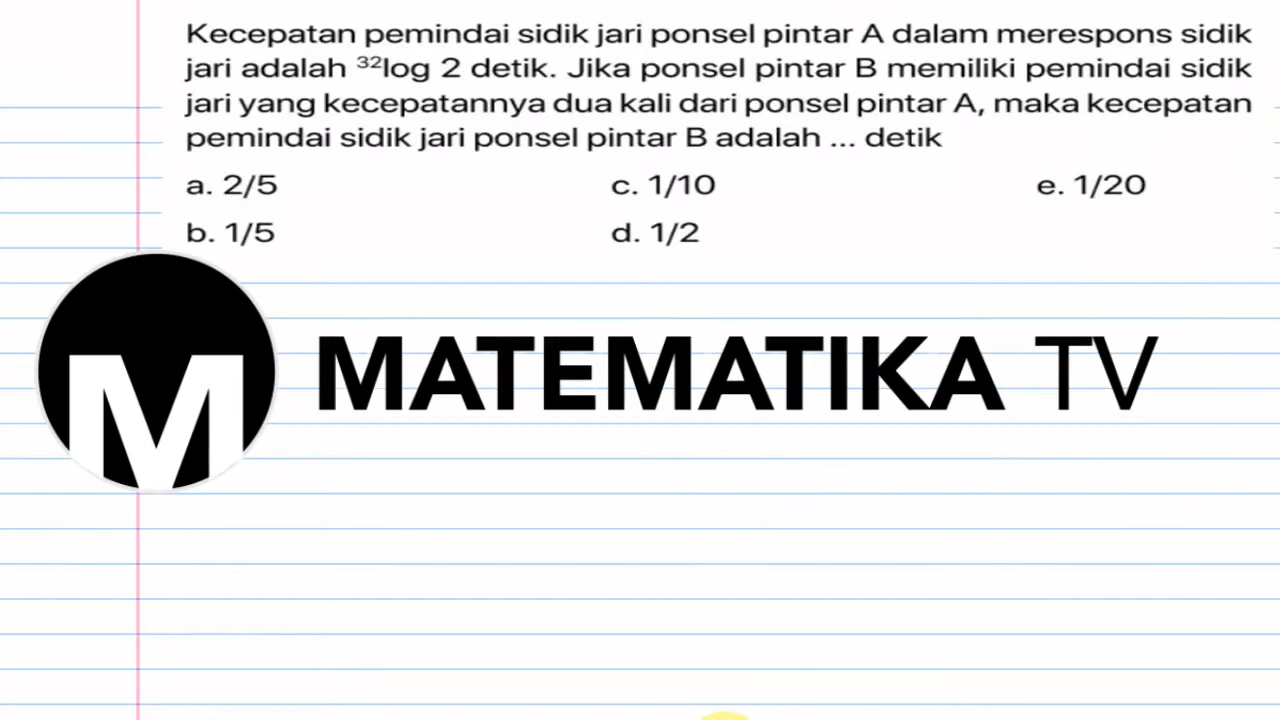 Kecepatan pemindai sidik jari ponsel pintar A dalam merespons sidik
jari adalah ³²log 2 detik. Jika ponsel pintar B memiliki pemindai sidik
jari yang kecepatannya dua kali dari ponsel pintar A, maka kecepatan
pemindai sidik jari ponsel pintar B adalah ... detik
a. 2/5 c. 1/10 e. 1/20
b. 1/5 d. 1/2
M MATEMATIKA TV